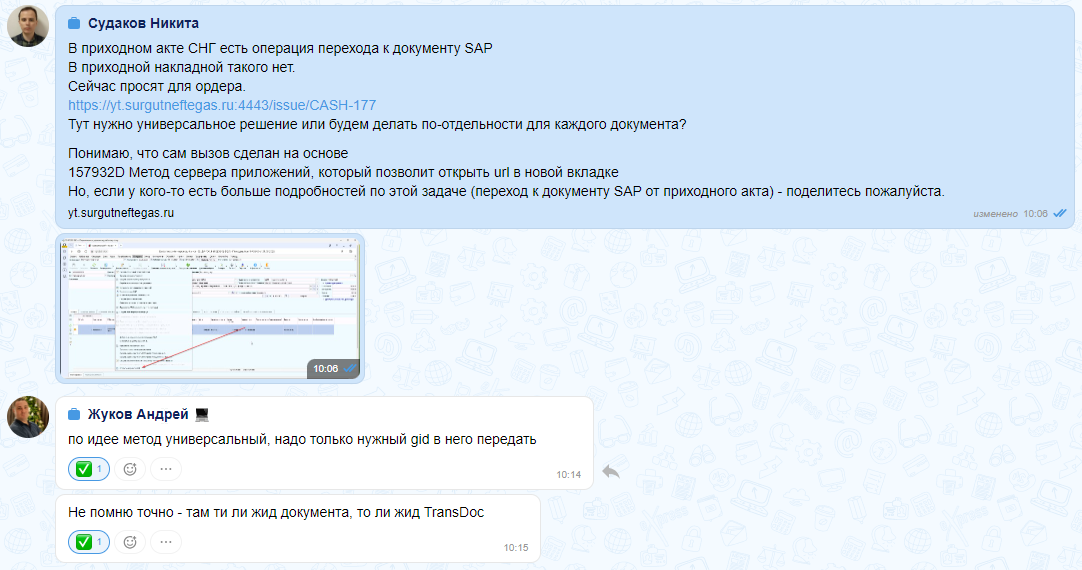 Судаков Никита
В приходном акте СНГ есть операция перехода к документу SAP
В приходной накладной такого нет.
Сейчас просят для ордера.
https://yt.surgutneftegas.ru:4443/issue/CASH-177
Тут нужно универсальное решение или будем делать по-отдельности для каждого документа?
Понимаю, что сам вызов сделан на основе
157932D Метод сервера приложений, который позволит открыть url в новой вкладке
Но, если у кого-то есть больше подробностей по этой задаче (переход к документу SAP от приходного акта) - поделитесь пожалуйста.
yt.surgutneftegas.ru
изменено 10:06
10:06
Жуков Андрей
по идее метод универсальный, надо только нужный gid в него передать
1
10:14
Не помню точно - там ти ли жид документа, то ли жид TransDoc
1
10:15